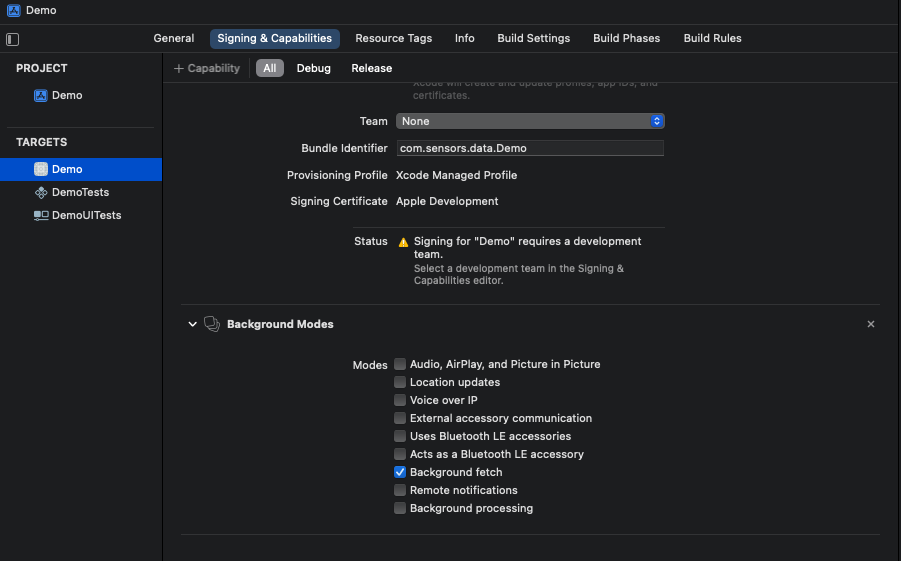 Demo
General
Signing & Capabilities
Resource Tags
Info
Build Settings
Build Phases
Build Rules
PROJECT
Demo
TARGETS
Demo
DemoTests
DemoUITests
+ Capability
All
Debug
Release
Xcode will create and update profiles, app IDs, and
certificates.
Team
None
Bundle Identifier
com.sensors.data.Demo
Provisioning Profile
Xcode Managed Profile
Signing Certificate
Apple Development
Status
Signing for "Demo" requires a development
team.
Select a development team in the Signing &
Capabilities editor.
Background Modes
Modes
Audio, AirPlay, and Picture in Picture
Location updates
Voice over IP
External accessory communication
Uses Bluetooth LE accessories
Acts as a Bluetooth LE accessory
Background fetch
Remote notifications
Background processing